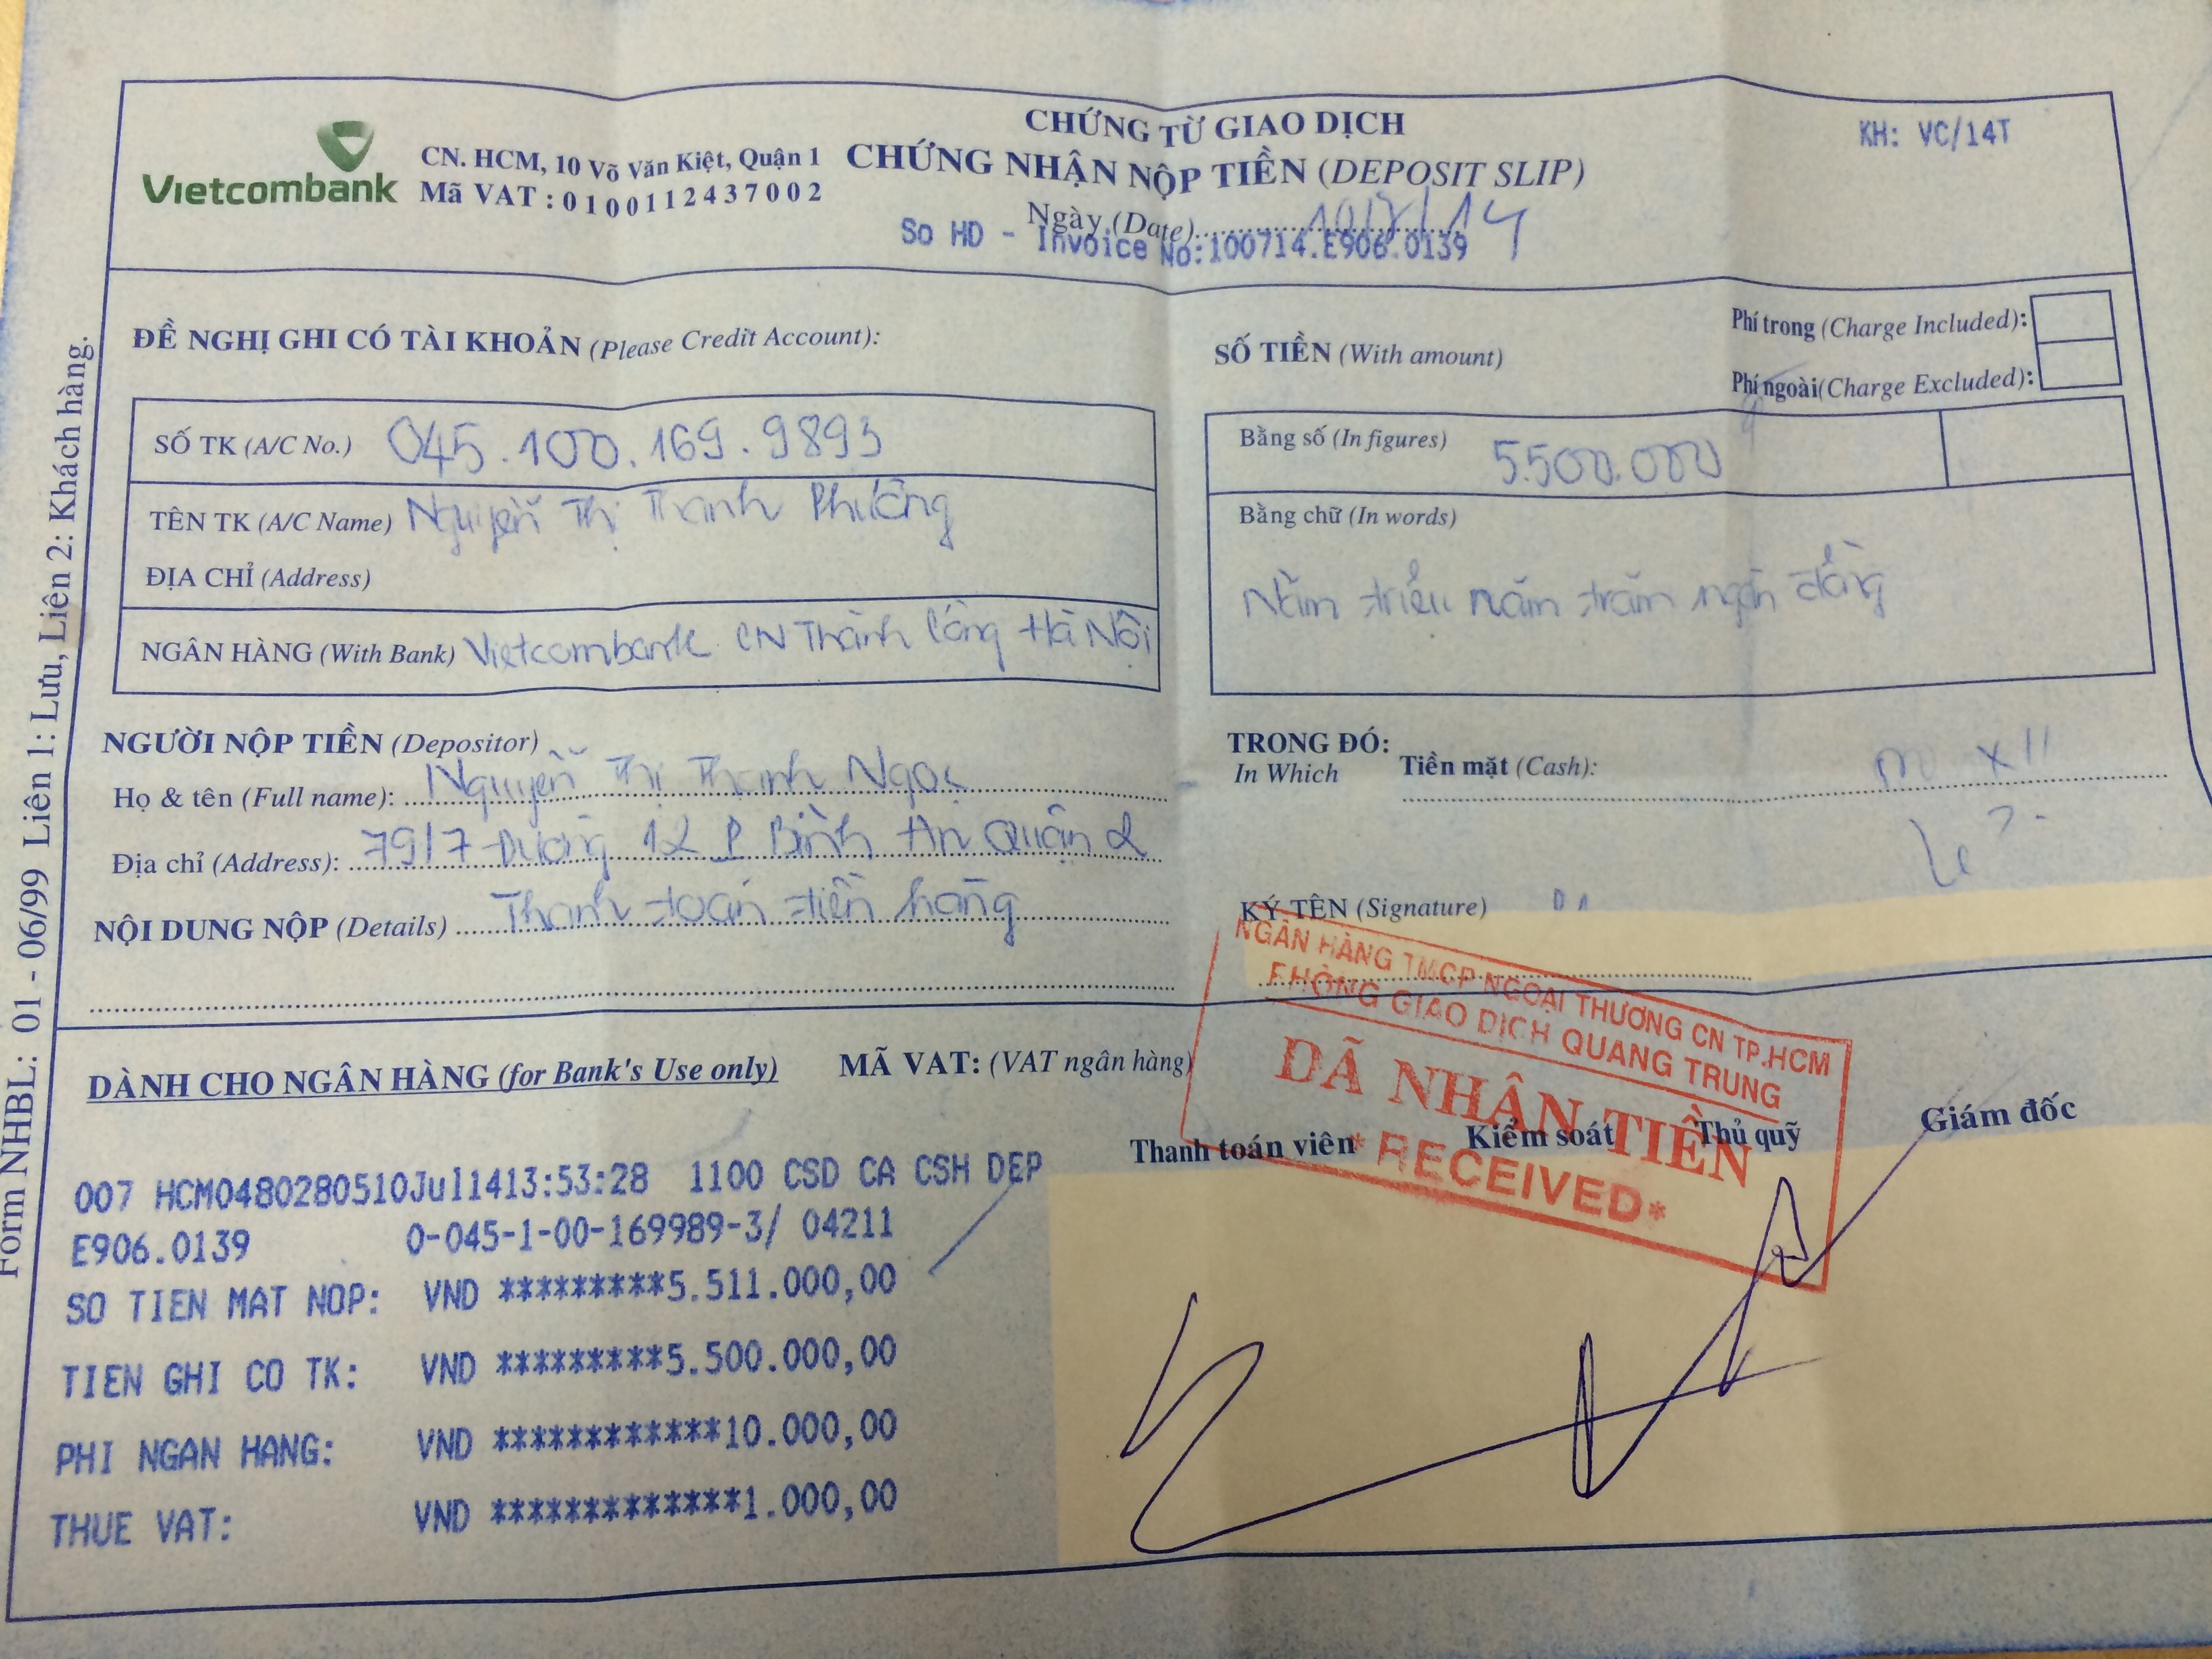 CHỨNG TỪ GIAO DỊCH
KH: VC/14T
Vietcombank
CN. HCM, 10 Võ Văn Kiệt, Quận 1
CHỨNG NHẬN NỘP TIỀN (DEPOSIT SLIP)
Mã VAT : 0100112437002
Ngày (Date) 10/7/14
So HD - Invoice No:100714.E906.0139
ĐỀ NGHỊ GHI CÓ TÀI KHOẢN (Please Credit Account):
SỐ TK (A/C No.) 045.100.169.9893
TÊN TK (A/C Name) Nguyễn Thị Thanh Phương
ĐỊA CHỈ (Address)
NGÂN HÀNG (With Bank) Vietcombank CN Thành Công Hà Nội
SỐ TIỀN (With amount)
Phí trong (Charge Included):
Phí ngoài(Charge Excluded):
Bằng số (In figures) 5.500.000
Bằng chữ (In words)
Năm triệu năm trăm ngàn đồng
NGƯỜI NỘP TIỀN (Depositor)
Họ & tên (Full name): Nguyễn Thị Thanh Ngọc
Địa chỉ (Address): 79/7 Đường 12 P Bình An Quận 2
NỘI DUNG NỘP (Details) Thanh toán tiền hàng
TRONG ĐÓ:
In Which
Tiền mặt (Cash):
KÝ TÊN (Signature)
NGÂN HÀNG TMCP NGOẠI THƯƠNG CN TP.HCM
PHÒNG GIAO DỊCH QUANG TRUNG
ĐÃ NHẬN TIỀN
* RECEIVED *
DÀNH CHO NGÂN HÀNG (for Bank's Use only)
MÃ VAT: (VAT ngân hàng)
Thanh toán viên
Kiểm soát
Thủ quỹ
Giám đốc
007 HCM0480280510Jul1413:53:28 1100 CSD CA CSH DEP
E906.0139 0-045-1-00-169989-3/ 04211
SO TIEN MAT NOP: VND *********5.511.000,00
TIEN GHI CO TK: VND *********5.500.000,00
PHI NGAN HANG: VND ************10.000,00
THUE VAT: VND *************1.000,00
Form NHBL: 01 - 06/99 Liên 1: Lưu, Liên 2: Khách hàng.